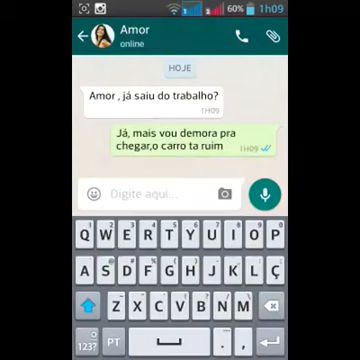 60% 1h09
Amor
online
HOJE
Amor , já saiu do trabalho?
1H09
Já, mais vou demora pra
chegar,o carro ta ruim
1H09
Digite aqui...
Q W E R T Y U I O P
A S D F G H J K L Ç
Z X C V B N M
123? PT . ,